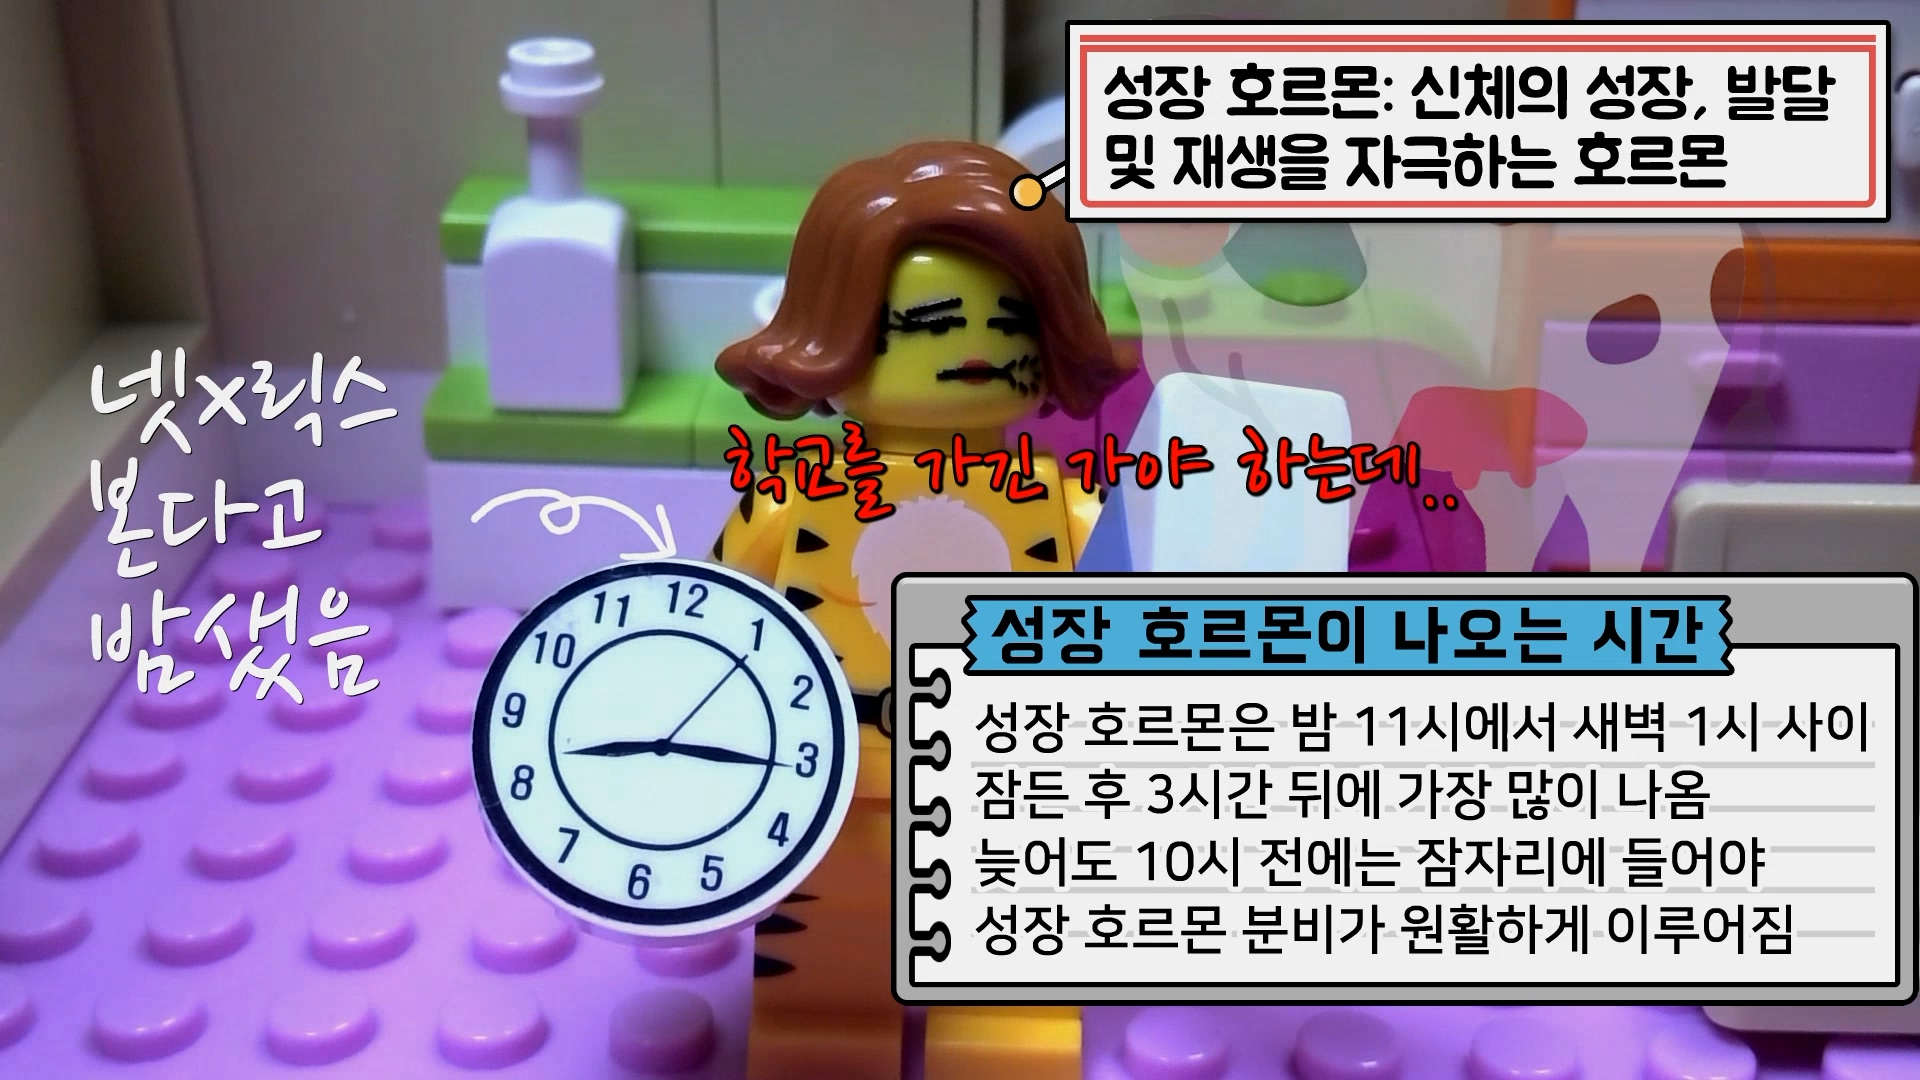 성장 호르몬: 신체의 성장, 발달
및 재생을 자극하는 호르몬
넷x릭스
본다고
밤샜음
학교를 가긴 가야 하는데..
12
1
2
3
4
5
6
7
8
9
10
11
성장 호르몬이 나오는 시간
성장 호르몬은 밤 11시에서 새벽 1시 사이
잠든 후 3시간 뒤에 가장 많이 나옴
늦어도 10시 전에는 잠자리에 들어야
성장 호르몬 분비가 원활하게 이루어짐